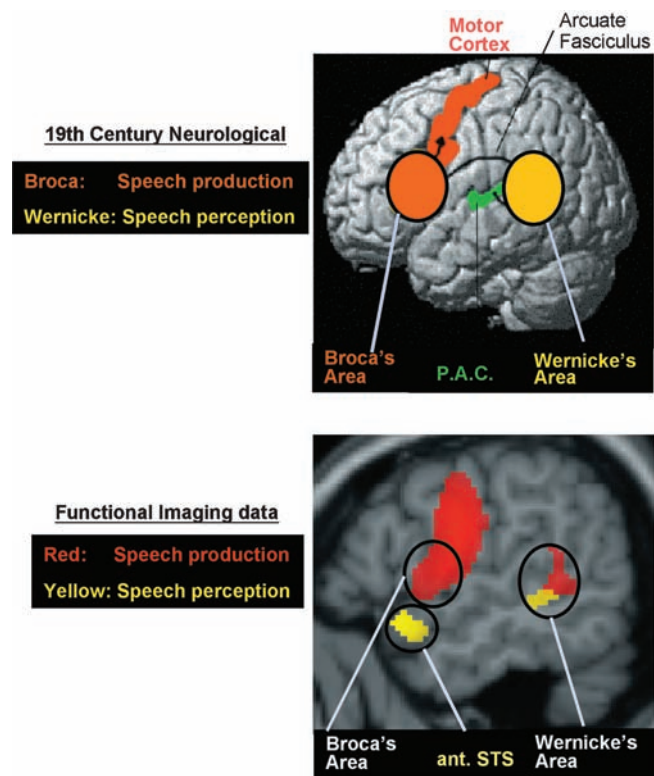 Motor
Cortex
Arcuate
Fasciculus
19th Century Neurological
Broca: Speech production
Wernicke: Speech perception
Broca's
Area
P.A.C.
Wernicke's
Area
Functional Imaging data
Red: Speech production
Yellow: Speech perception
Broca's
Area
ant. STS
Wernicke's
Area